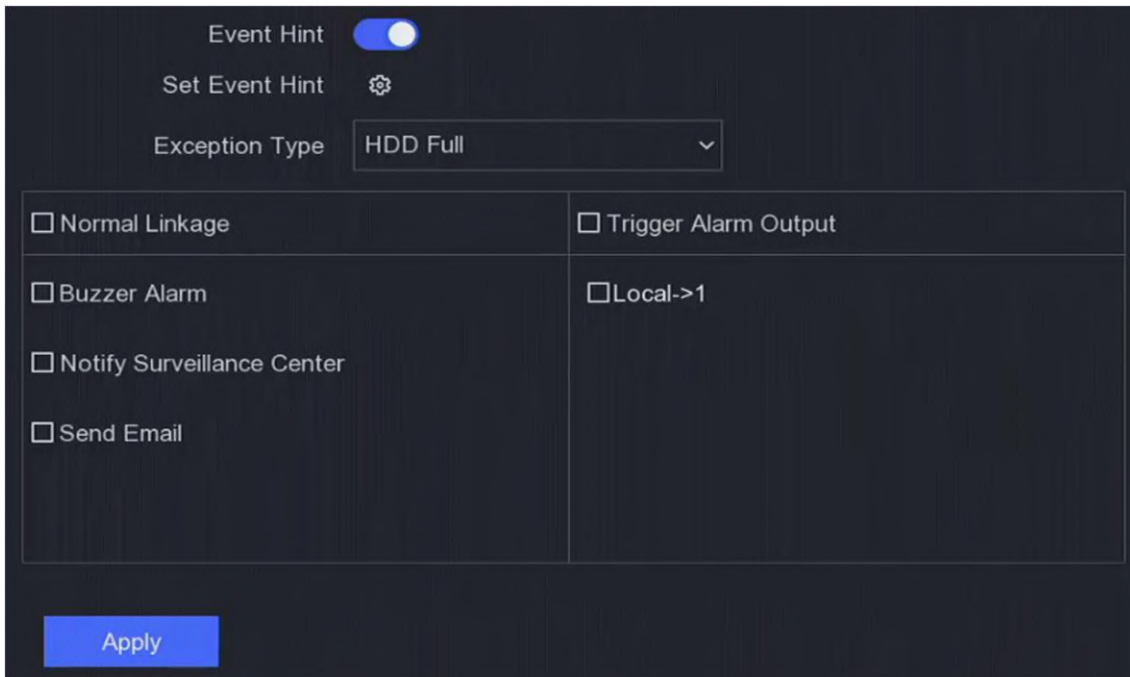 Event Hint
Set Event Hint
Exception Type HDD Full
Normal Linkage Trigger Alarm Output
Buzzer Alarm Local->1
Notify Surveillance Center
Send Email
Apply